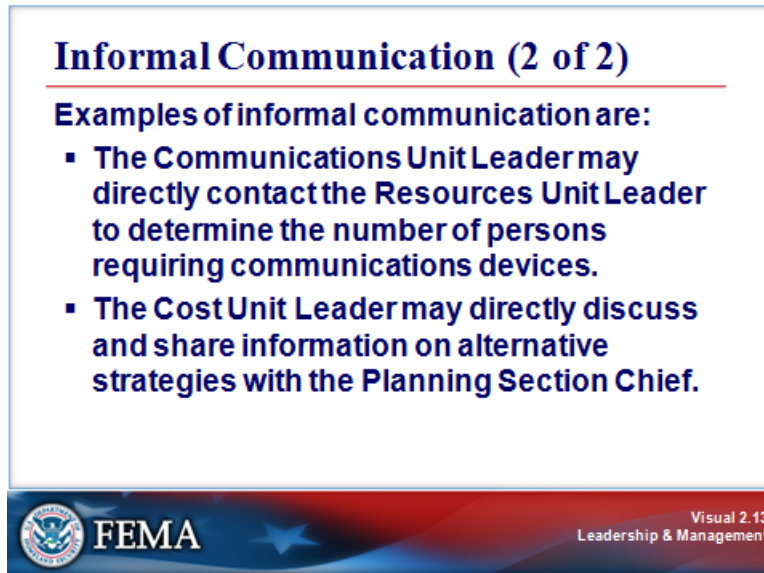 Informal Communication (2 of 2)
Examples of informal communication are:
▪ The Communications Unit Leader may
directly contact the Resources Unit Leader
to determine the number of persons
requiring communications devices.
▪ The Cost Unit Leader may directly discuss
and share information on alternative
strategies with the Planning Section Chief.
FEMA
Visual 2.13
Leadership & Management